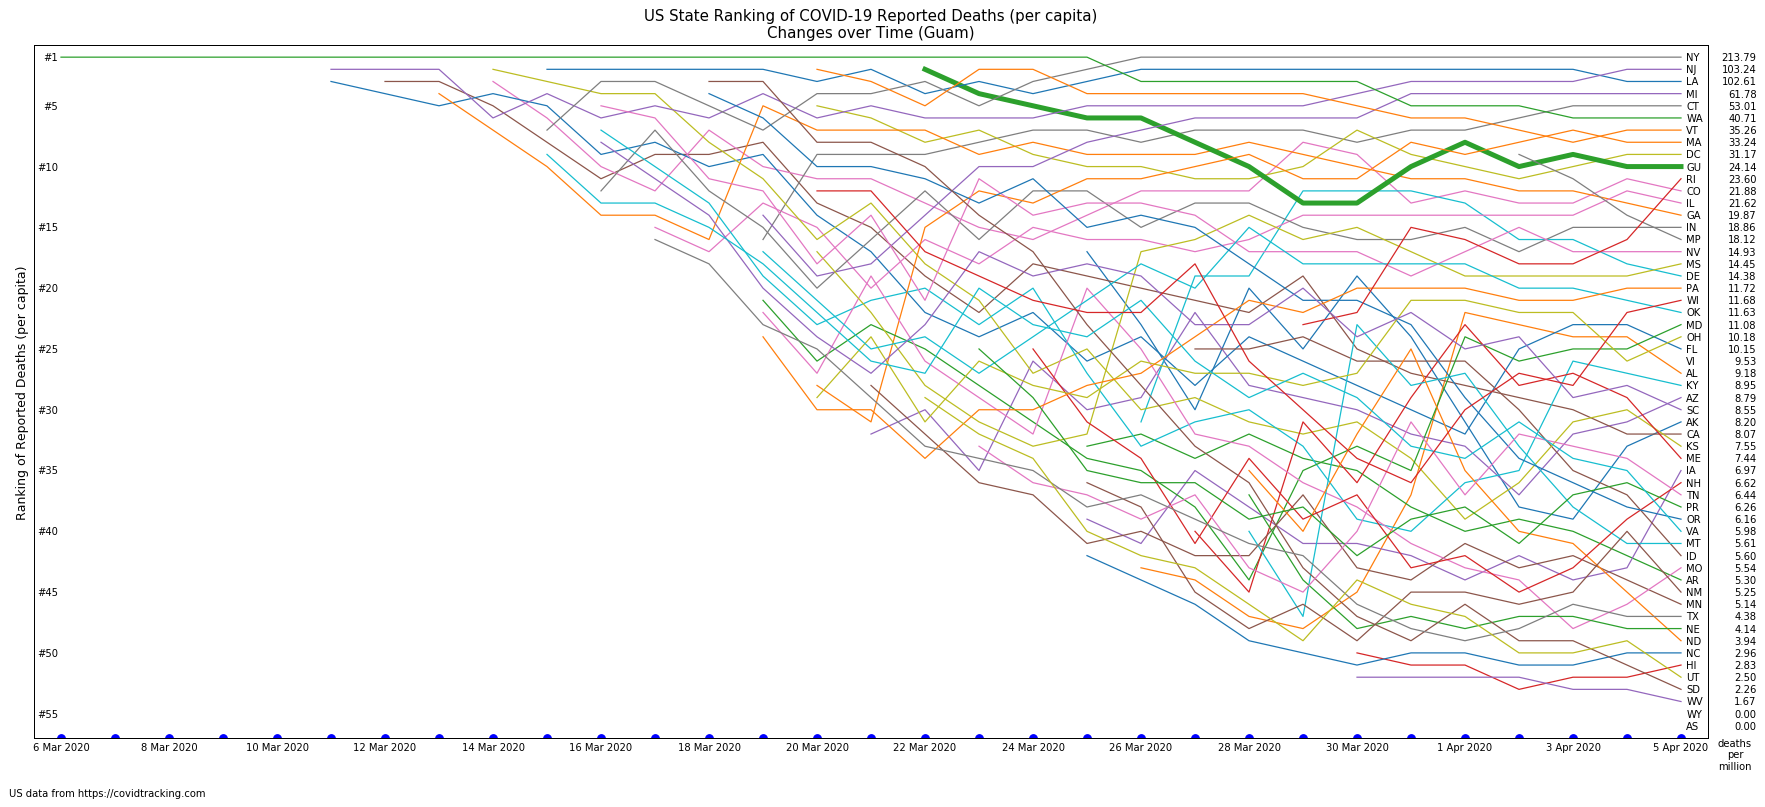 US State Ranking of COVID-19 Reported Deaths (per capita)
Changes over Time (Guam)
Ranking of Reported Deaths (per capita)
#1
#5
#10
#15
#20
#25
#30
#35
#40
#45
#50
#55
NY 213.79
NJ 103.24
LA 102.61
MI 61.78
CT 53.01
WA 40.71
VT 35.26
MA 33.24
DC 31.17
GU 24.14
RI 23.60
CO 21.88
IL 21.62
GA 19.87
IN 18.86
MP 18.12
NV 14.93
MS 14.45
DE 14.38
PA 11.72
WI 11.68
OK 11.63
MD 11.08
OH 10.18
FL 10.15
VI 9.53
AL 9.18
KY 8.95
AZ 8.79
SC 8.55
AK 8.20
CA 8.07
KS 7.55
ME 7.44
IA 6.97
NH 6.62
TN 6.44
PR 6.26
OR 6.16
VA 5.98
MT 5.61
ID 5.60
MO 5.54
AR 5.30
NM 5.25
MN 5.14
TX 4.38
NE 4.14
ND 3.94
NC 2.96
HI 2.83
UT 2.50
SD 2.26
WV 1.67
WY 0.00
AS 0.00
6 Mar 2020 8 Mar 2020 10 Mar 2020 12 Mar 2020 14 Mar 2020 16 Mar 2020 18 Mar 2020 20 Mar 2020 22 Mar 2020 24 Mar 2020 26 Mar 2020 28 Mar 2020 30 Mar 2020 1 Apr 2020 3 Apr 2020 5 Apr 2020
deaths
per
million
US data from https://covidtracking.com